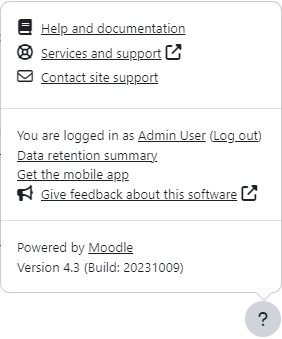 Help and documentation
Services and support
Contact site support
You are logged in as Admin User (Log out)
Data retention summary
Get the mobile app
Give feedback about this software
Powered by Moodle
Version 4.3 (Build: 20231009)
?